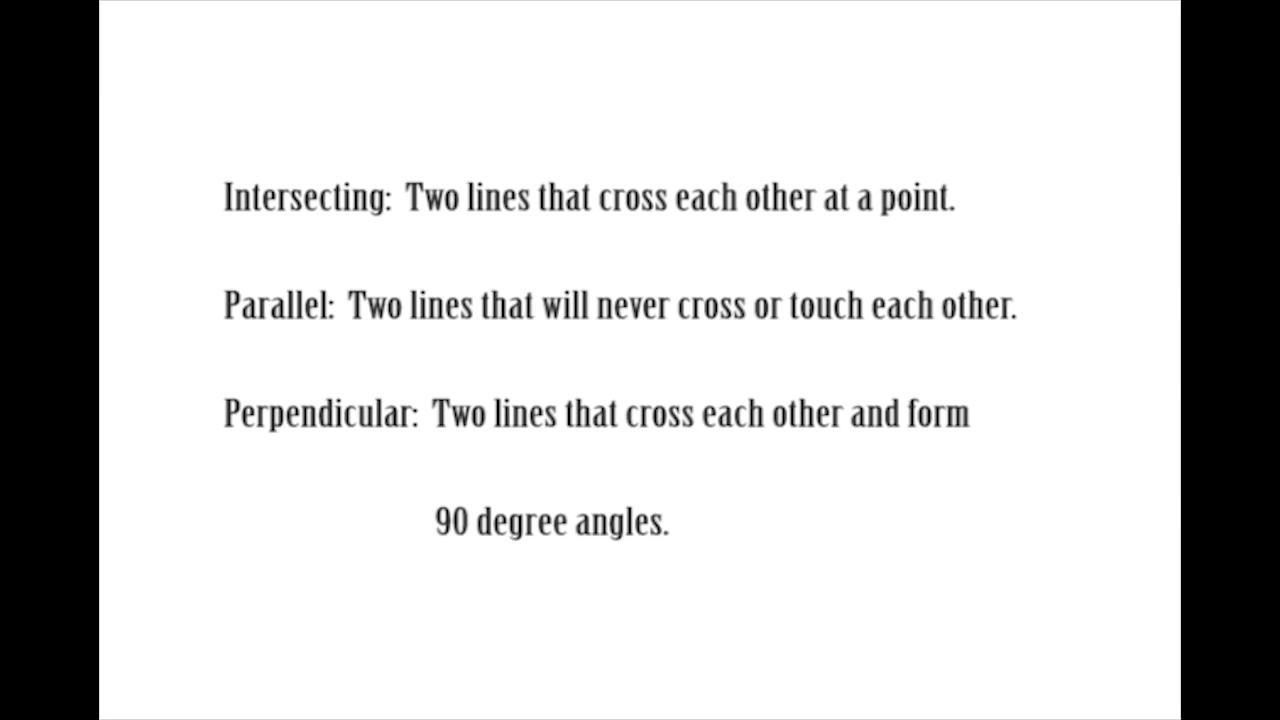 Intersecting: Two lines that cross each other at a point.
Parallel: Two lines that will never cross or touch each other.
Perpendicular: Two lines that cross each other and form
90 degree angles.